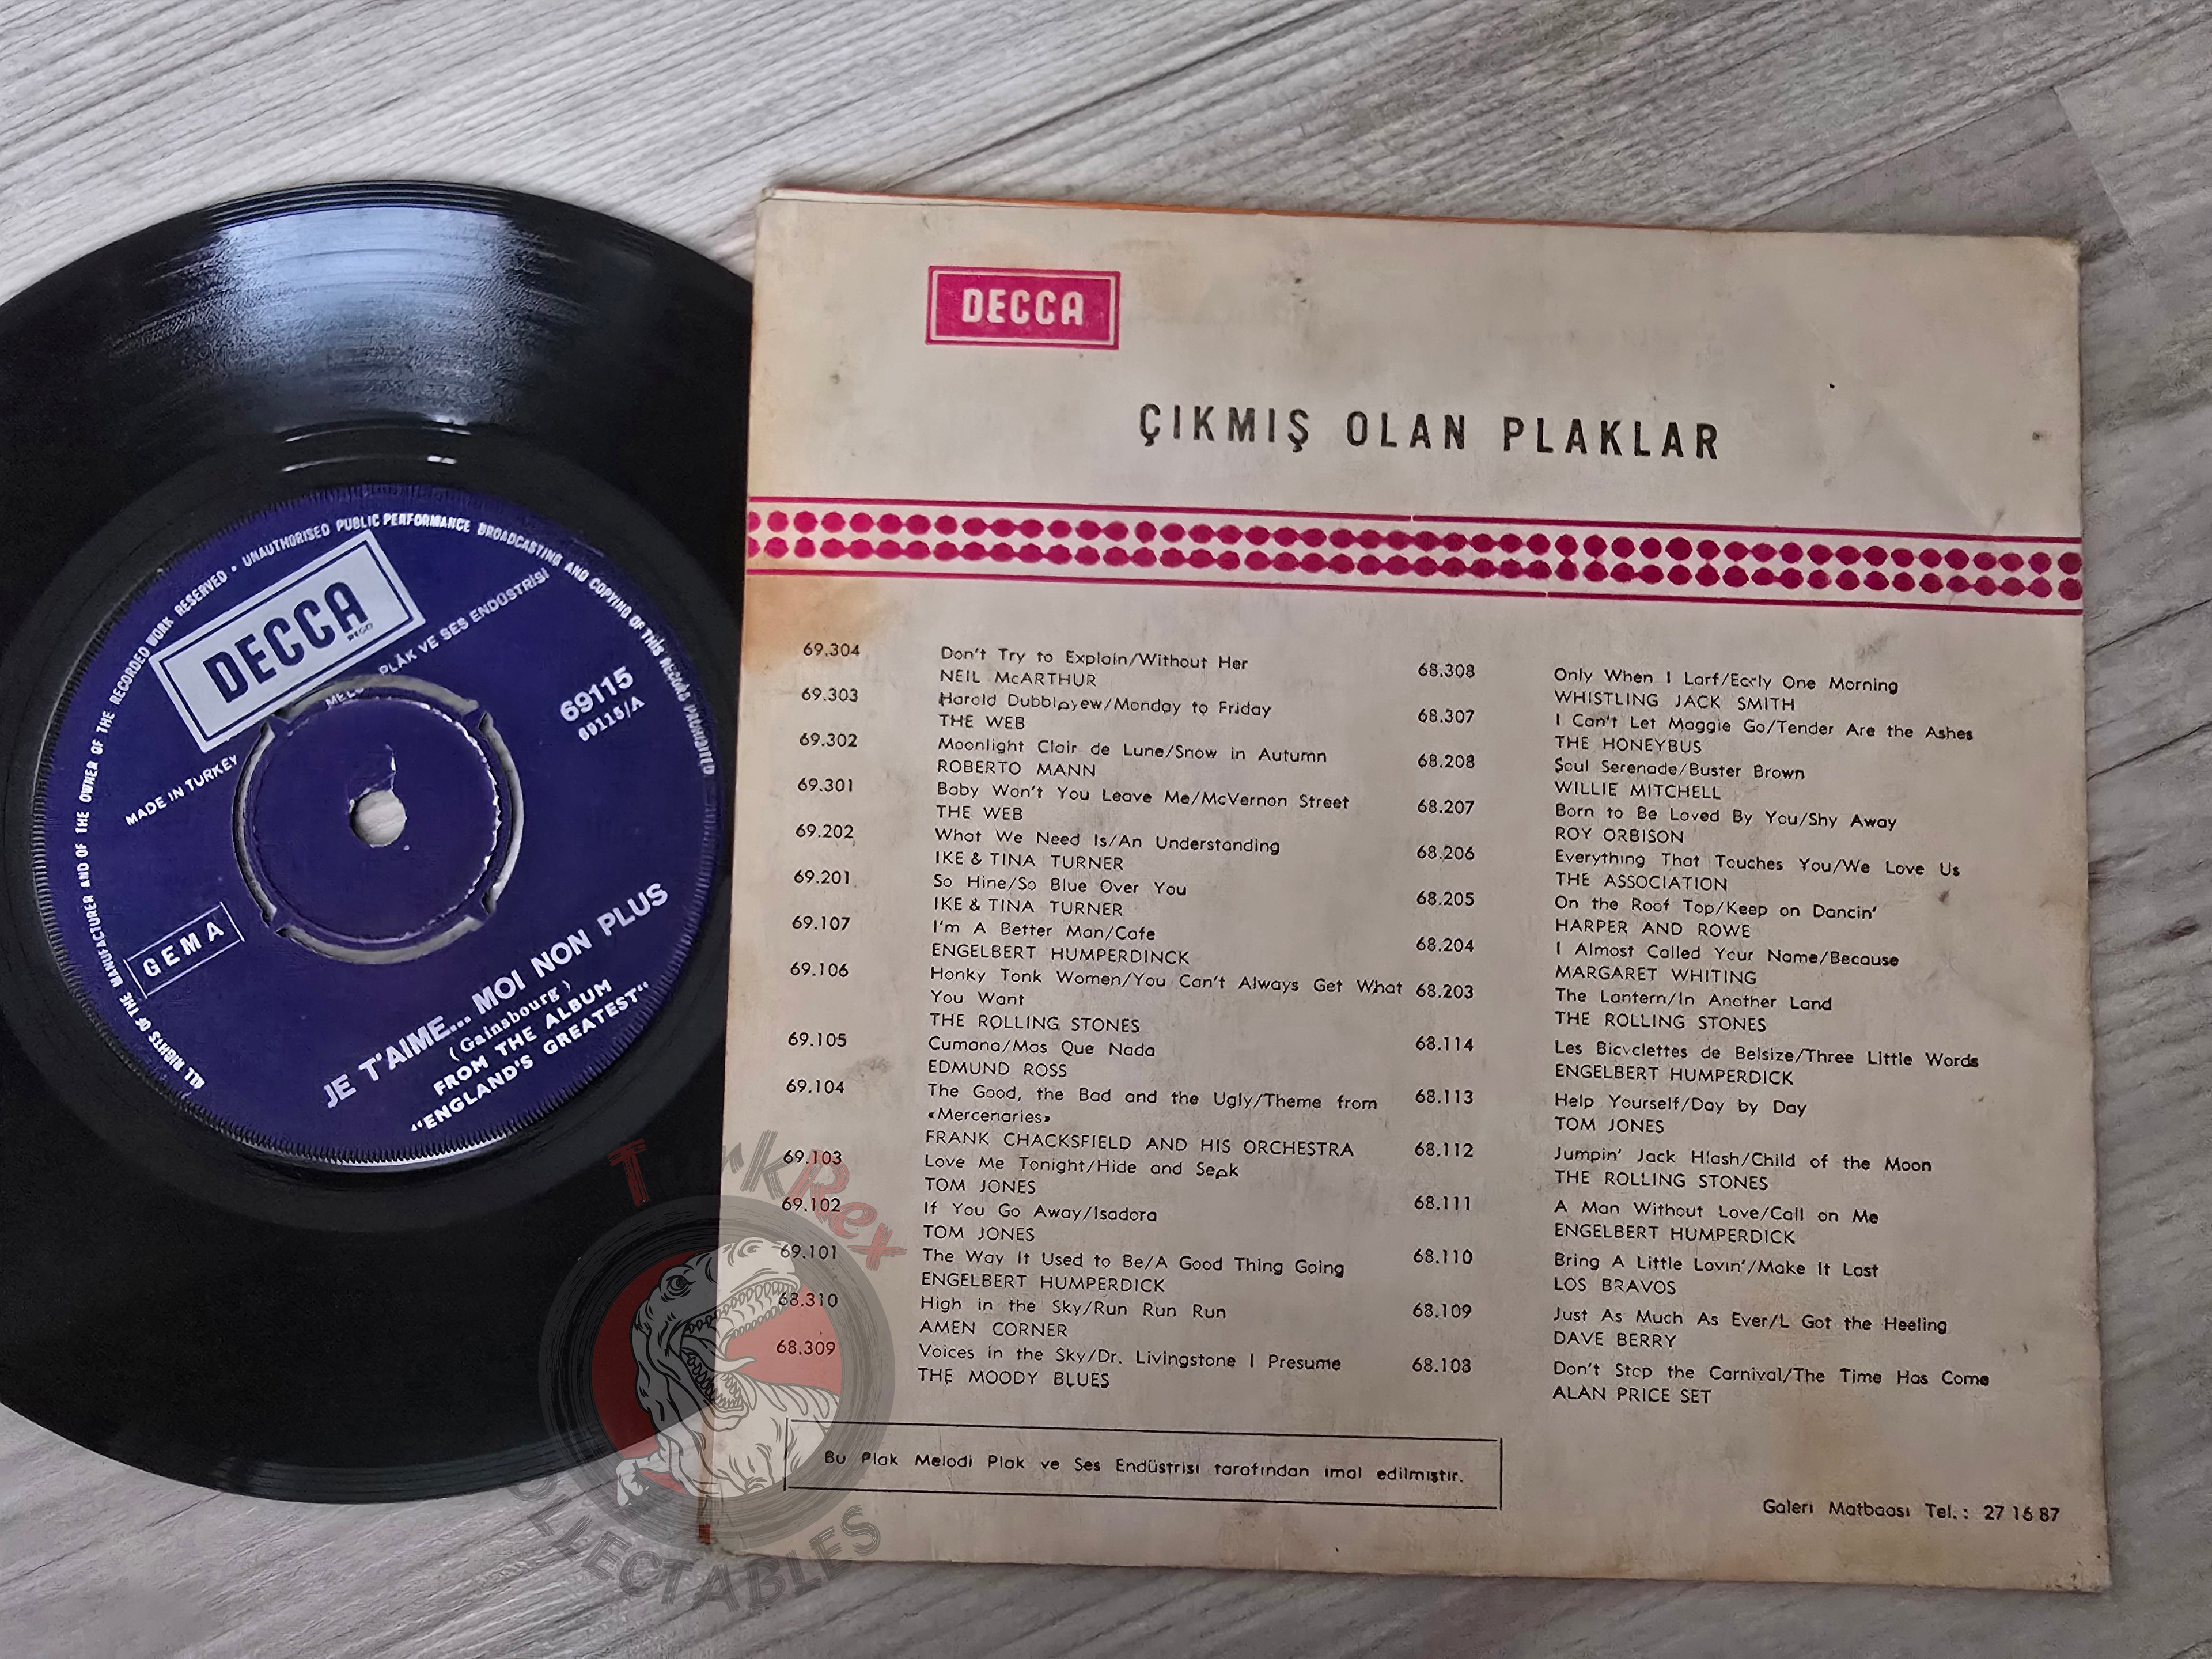 ALL RIGHTS OF THE MANUFACTURER AND OF THE OWNER OF THE RECORDED WORK RESERVED • UNAUTHORISED PUBLIC PERFORMANCE BROADCASTING AND COPYING OF THIS RECORD PROHIBITED
DECCA
REGD
PLÂK VE SES ENDÜSTRİSİ
69115
69115/A
MADE IN TURKEY
GEMA
JE T'AIME... MOI NON PLUS
(Gainsbourg)
FROM THE ALBUM
"ENGLAND'S GREATEST"
DECCA
ÇIKMIŞ OLAN PLAKLAR
69.304 Don't Try to Explain/Without Her
NEIL McARTHUR
69.303 Harold Dubbleyew/Monday to Friday
THE WEB
69.302 Moonlight Clair de Lune/Snow in Autumn
ROBERTO MANN
69.301 Baby Won't You Leave Me/McVernon Street
THE WEB
69.202 What We Need Is/An Understanding
IKE & TINA TURNER
69.201 So Hine/So Blue Over You
IKE & TINA TURNER
69.107 I'm A Better Man/Cafe
ENGELBERT HUMPERDINCK
69.106 Honky Tonk Women/You Can't Always Get What
You Want
THE ROLLING STONES
69.105 Cumana/Mas Que Nada
EDMUND ROSS
69.104 The Good, the Bad and the Ugly/Theme from
«Mercenaries»
FRANK CHACKSFIELD AND HIS ORCHESTRA
69.103 Love Me Tonight/Hide and Seek
TOM JONES
69.102 If You Go Away/Isadora
TOM JONES
69.101 The Way It Used to Be/A Good Thing Going
ENGELBERT HUMPERDICK
68.310 High in the Sky/Run Run Run
AMEN CORNER
68.309 Voices in the Sky/Dr. Livingstone I Presume
THE MOODY BLUES
68.308 Only When I Larf/Early One Morning
WHISTLING JACK SMITH
68.307 I Can't Let Maggie Go/Tender Are the Ashes
THE HONEYBUS
68.208 Soul Serenade/Buster Brown
WILLIE MITCHELL
68.207 Born to Be Loved By You/Shy Away
ROY ORBISON
68.206 Everything That Touches You/We Love Us
THE ASSOCIATION
68.205 On the Roof Top/Keep on Dancin'
HARPER AND ROWE
68.204 I Almost Called Your Name/Because
MARGARET WHITING
68.203 The Lantern/In Another Land
THE ROLLING STONES
68.114 Les Bicyclettes de Belsize/Three Little Words
ENGELBERT HUMPERDICK
68.113 Help Yourself/Day by Day
TOM JONES
68.112 Jumpin' Jack Hlash/Child of the Moon
THE ROLLING STONES
68.111 A Man Without Love/Call on Me
ENGELBERT HUMPERDICK
68.110 Bring A Little Lovin'/Make It Last
LOS BRAVOS
68.109 Just As Much As Ever/L Got the Heeling
DAVE BERRY
68.108 Don't Stop the Carnival/The Time Has Come
ALAN PRICE SET
Bu Plak Melodi Plak ve Ses Endüstrisi tarafından imal edilmiştir.
Galeri Matbaası Tel.: 27 16 87
TurkRex
COLLECTABLES